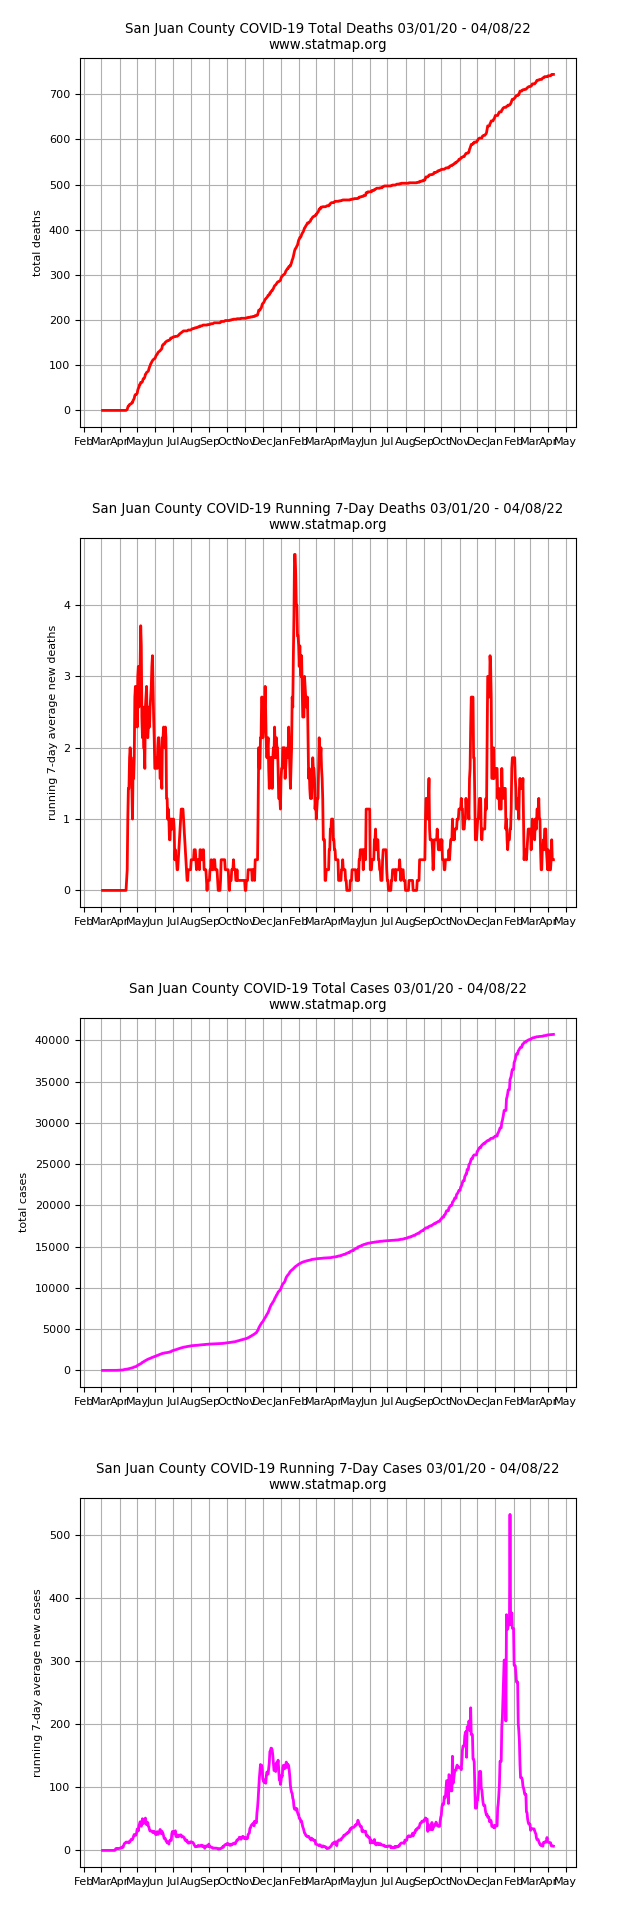 San Juan County COVID-19 Total Deaths 03/01/20 - 04/08/22
www.statmap.org
700
600
500
400
300
200
100
0
total deaths
Feb Mar Apr May Jun Jul Aug Sep Oct Nov Dec Jan Feb Mar Apr May Jun Jul Aug Sep Oct Nov Dec Jan Feb Mar Apr May
San Juan County COVID-19 Running 7-Day Deaths 03/01/20 - 04/08/22
www.statmap.org
4
3
2
1
0
running 7-day average new deaths
Feb Mar Apr May Jun Jul Aug Sep Oct Nov Dec Jan Feb Mar Apr May Jun Jul Aug Sep Oct Nov Dec Jan Feb Mar Apr May
San Juan County COVID-19 Total Cases 03/01/20 - 04/08/22
www.statmap.org
40000
35000
30000
25000
20000
15000
10000
5000
0
total cases
Feb Mar Apr May Jun Jul Aug Sep Oct Nov Dec Jan Feb Mar Apr May Jun Jul Aug Sep Oct Nov Dec Jan Feb Mar Apr May
San Juan County COVID-19 Running 7-Day Cases 03/01/20 - 04/08/22
www.statmap.org
500
400
300
200
100
0
running 7-day average new cases
Feb Mar Apr May Jun Jul Aug Sep Oct Nov Dec Jan Feb Mar Apr May Jun Jul Aug Sep Oct Nov Dec Jan Feb Mar Apr May